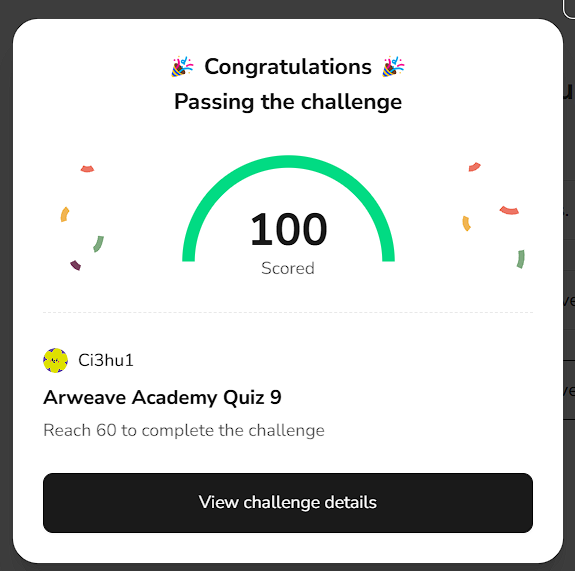 🎉 Congratulations 🎉
Passing the challenge
100
Scored
Ci3hu1
Arweave Academy Quiz 9
Reach 60 to complete the challenge
View challenge details